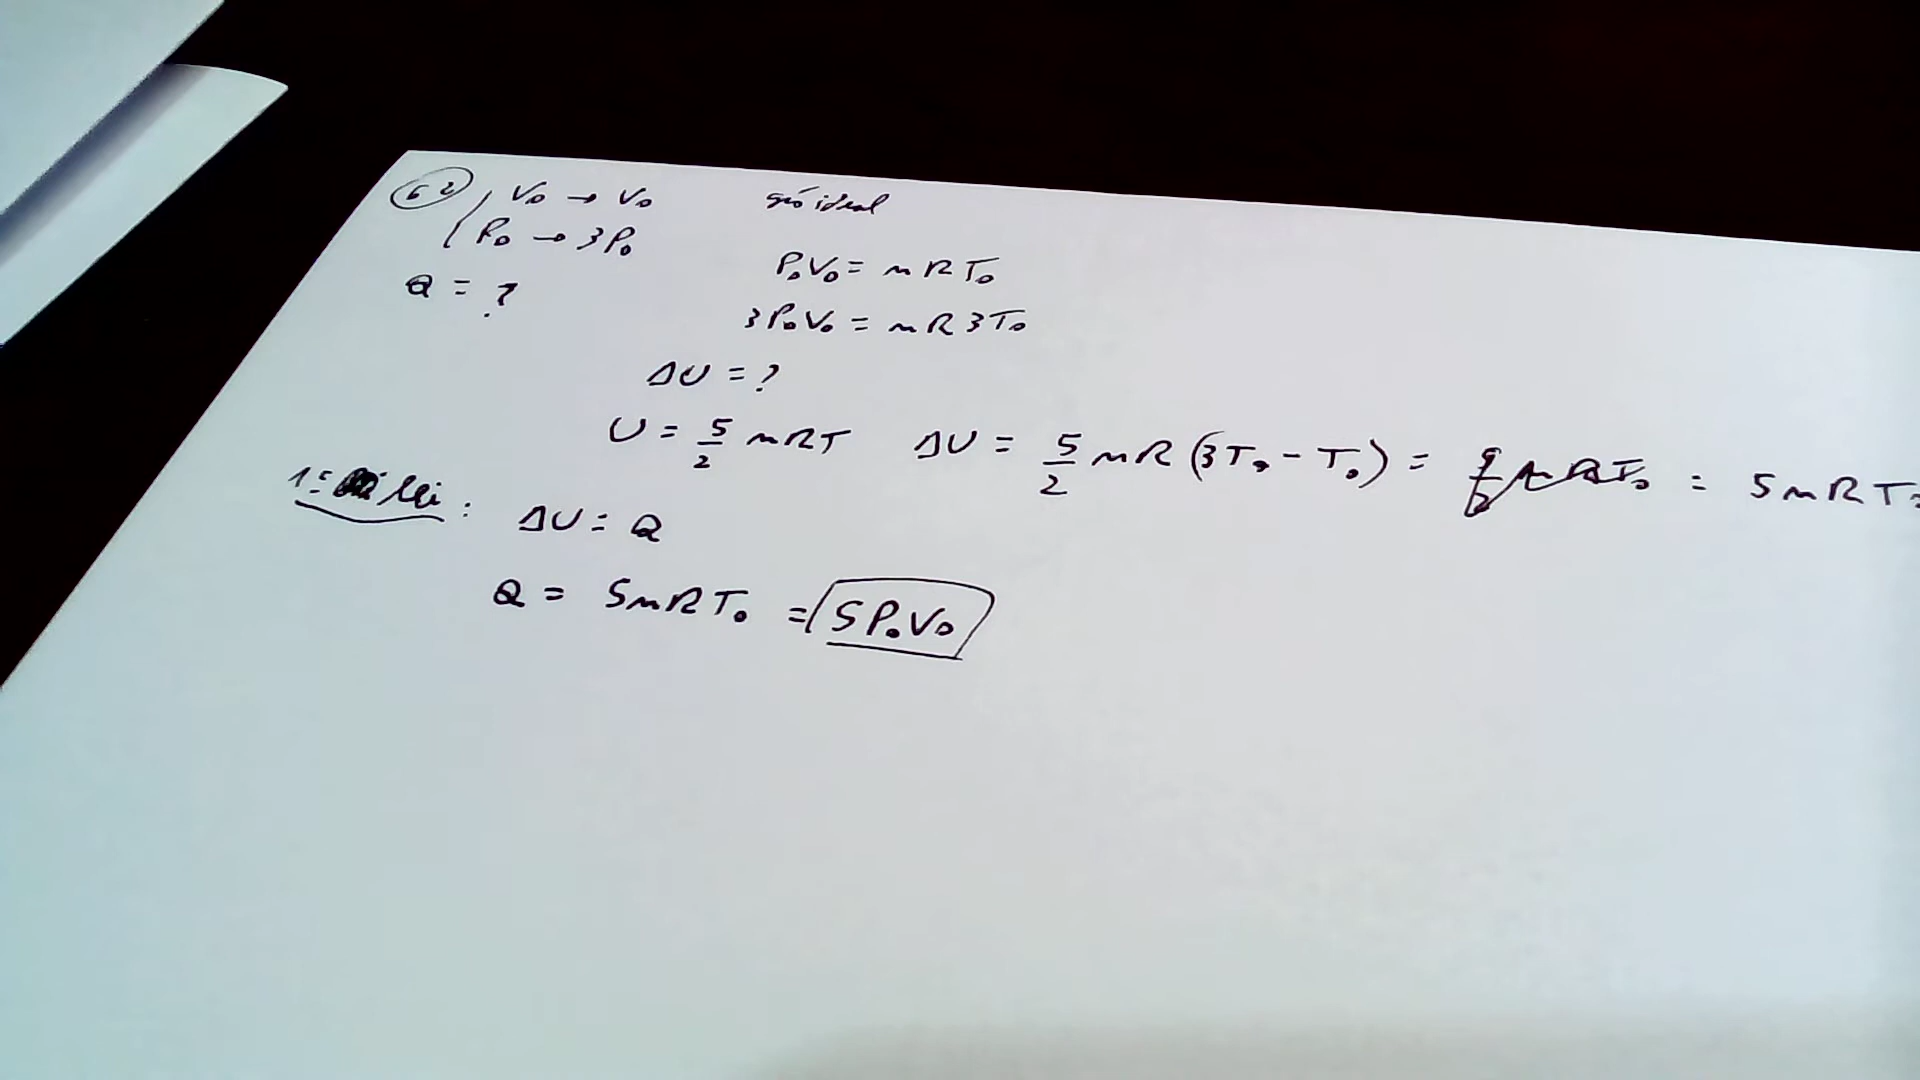 62 V₀ → V₀ gás ideal
P₀ → 3P₀
P₀V₀ = nRT₀
Q = ?
3P₀V₀ = nR3T₀
ΔU = ?
U = 5/2 nRT ΔU = 5/2 nR(3T₀ - T₀) = = 5nRT₀
1ª lei: ΔU = Q
Q = 5nRT₀ = 5P₀V₀